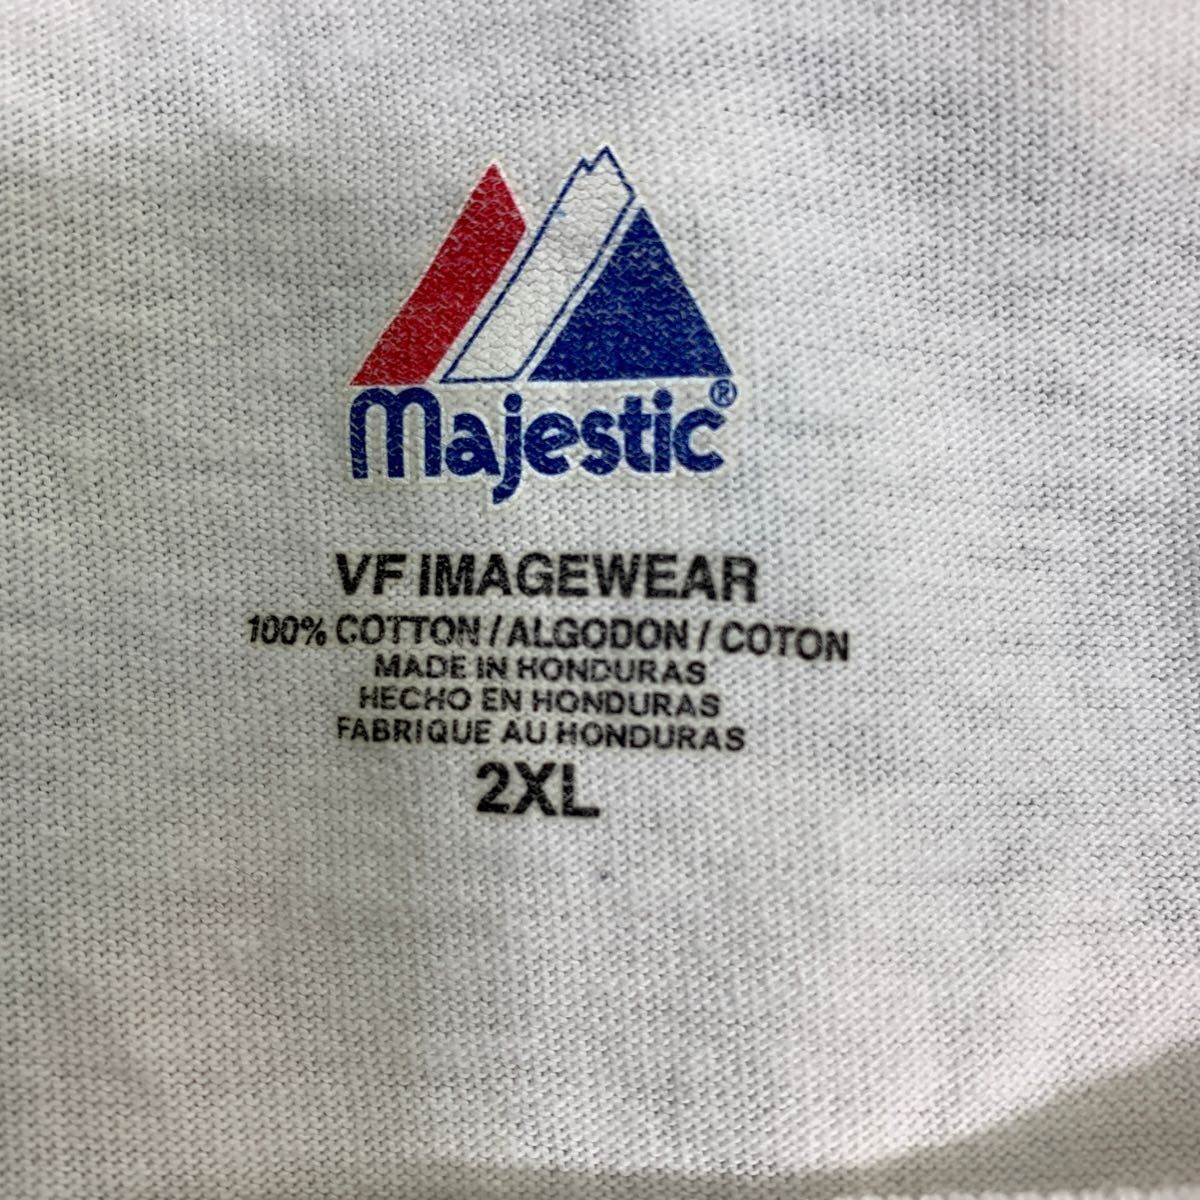 Majestic®
VF IMAGEWEAR
100% COTTON / ALGODON / COTON
MADE IN HONDURAS
HECHO EN HONDURAS
FABRIQUE AU HONDURAS
2XL